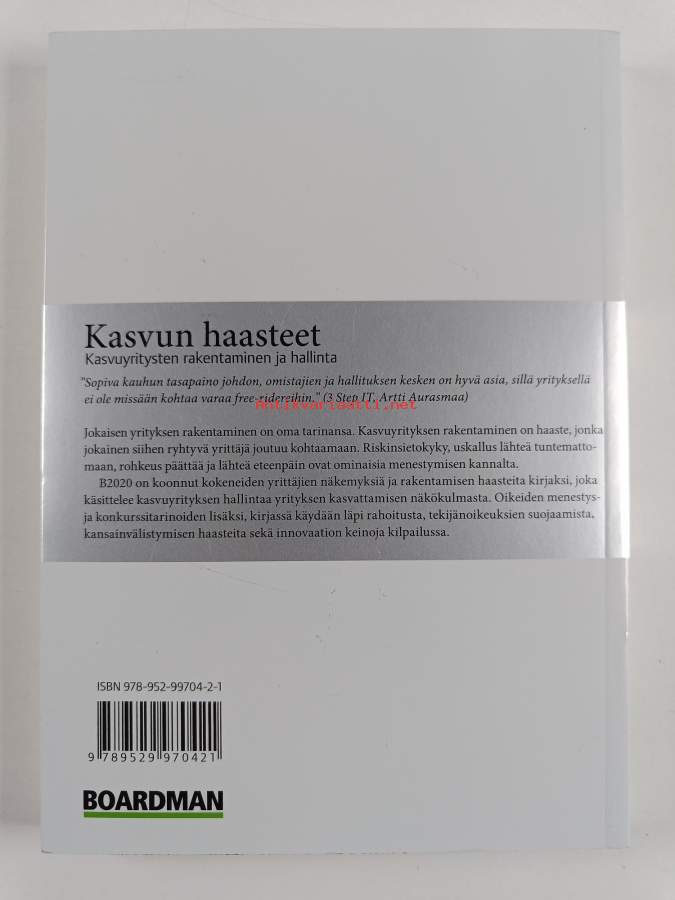 Kasvun haasteet
Kasvuyritysten rakentaminen ja hallinta
"Sopiva kauhun tasapaino johdon, omistajien ja hallituksen kesken on hyvä asia, sillä yrityksellä
ei ole missään kohtaa varaa free-ridereihin." (3 Step IT, Artti Aurasmaa)
antikvariaatti.net
Jokaisen yrityksen rakentaminen on oma tarinansa. Kasvuyrityksen rakentaminen on haaste, jonka
jokainen siihen ryhtyvä yrittäjä joutuu kohtaamaan. Riskinsietokyky, uskallus lähteä tuntematto-
maan, rohkeus päättää ja lähteä eteenpäin ovat ominaisia menestymisen kannalta.
B2020 on koonnut kokeneiden yrittäjien näkemyksiä ja rakentamisen haasteita kirjaksi, joka
käsittelee kasvuyrityksen hallintaa yrityksen kasvattamisen näkökulmasta. Oikeiden menestys-
ja konkurssitarinoiden lisäksi, kirjassa käydään läpi rahoitusta, tekijänoikeuksien suojaamista,
kansainvälistymisen haasteita sekä innovaation keinoja kilpailussa.
ISBN 978-952-99704-2-1
9 789529 970421
BOARDMAN